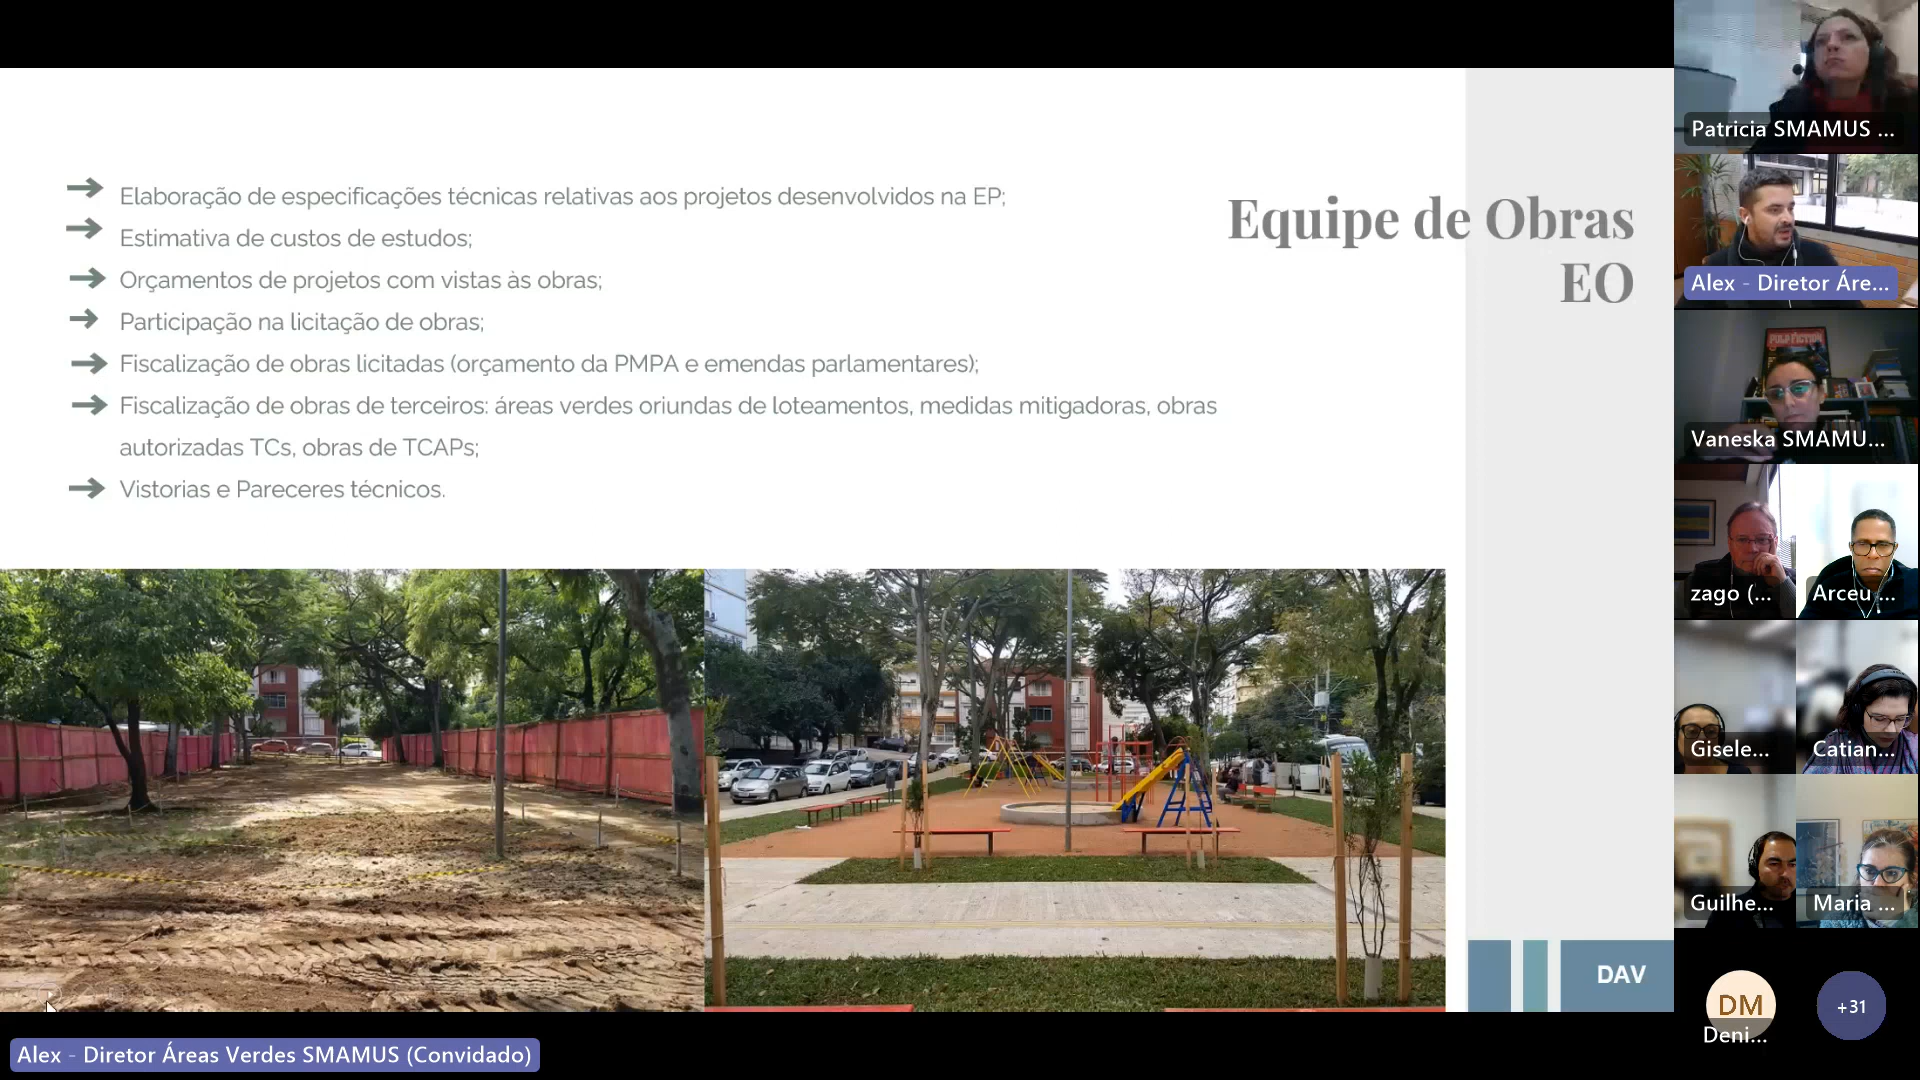 Elaboração de especificações técnicas relativas aos projetos desenvolvidos na EP;
Estimativa de custos de estudos;
Orçamentos de projetos com vistas às obras;
Participação na licitação de obras;
Fiscalização de obras licitadas (orçamento da PMPA e emendas parlamentares);
Fiscalização de obras de terceiros: áreas verdes oriundas de loteamentos, medidas mitigadoras, obras
autorizadas TCs, obras de TCAPs;
Vistorias e Pareceres técnicos.
Equipe de Obras
EO
DAV
Alex - Diretor Áreas Verdes SMAMUS (Convidado)
Patricia SMAMUS ...
Alex - Diretor Áre...
PULP FICTION
Vaneska SMAMU...
zago (...
Arceu ...
Gisele...
Catian...
Guilhe...
Maria ...
DM
Deni...
+31